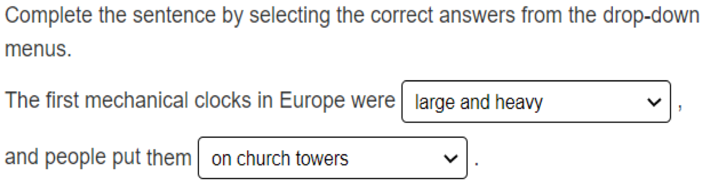 Complete the sentence by selecting the correct answers from the drop-down
menus.
The first mechanical clocks in Europe were large and heavy ,
and people put them on church towers .